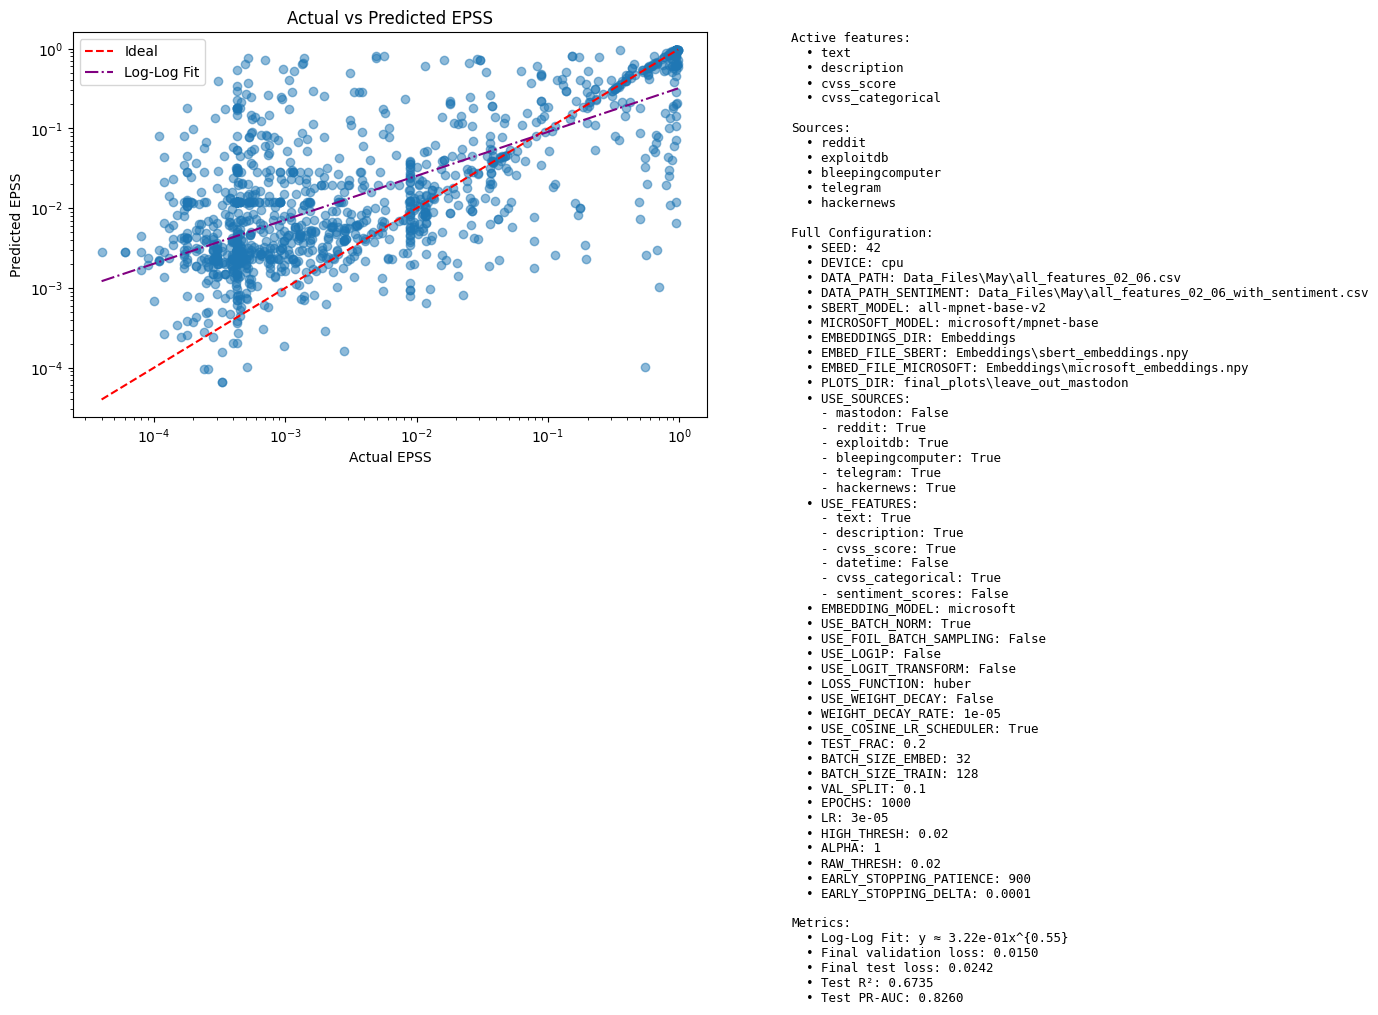 Actual vs Predicted EPSS
Ideal
Log-Log Fit
Predicted EPSS
10⁰
10⁻¹
10⁻²
10⁻³
10⁻⁴
10⁻⁴
10⁻³
10⁻²
10⁻¹
10⁰
Actual EPSS
Active features:
• text
• description
• cvss_score
• cvss_categorical
Sources:
• reddit
• exploitdb
• bleepingcomputer
• telegram
• hackernews
Full Configuration:
• SEED: 42
• DEVICE: cpu
• DATA_PATH: Data_Files\May\all_features_02_06.csv
• DATA_PATH_SENTIMENT: Data_Files\May\all_features_02_06_with_sentiment.csv
• SBERT_MODEL: all-mpnet-base-v2
• MICROSOFT_MODEL: microsoft/mpnet-base
• EMBEDDINGS_DIR: Embeddings
• EMBED_FILE_SBERT: Embeddings\sbert_embeddings.npy
• EMBED_FILE_MICROSOFT: Embeddings\microsoft_embeddings.npy
• PLOTS_DIR: final_plots\leave_out_mastodon
• USE_SOURCES:
- mastodon: False
- reddit: True
- exploitdb: True
- bleepingcomputer: True
- telegram: True
- hackernews: True
• USE_FEATURES:
- text: True
- description: True
- cvss_score: True
- datetime: False
- cvss_categorical: True
- sentiment_scores: False
• EMBEDDING_MODEL: microsoft
• USE_BATCH_NORM: True
• USE_FOIL_BATCH_SAMPLING: False
• USE_LOG1P: False
• USE_LOGIT_TRANSFORM: False
• LOSS_FUNCTION: huber
• USE_WEIGHT_DECAY: False
• WEIGHT_DECAY_RATE: 1e-05
• USE_COSINE_LR_SCHEDULER: True
• TEST_FRAC: 0.2
• BATCH_SIZE_EMBED: 32
• BATCH_SIZE_TRAIN: 128
• VAL_SPLIT: 0.1
• EPOCHS: 1000
• LR: 3e-05
• HIGH_THRESH: 0.02
• ALPHA: 1
• RAW_THRESH: 0.02
• EARLY_STOPPING_PATIENCE: 900
• EARLY_STOPPING_DELTA: 0.0001
Metrics:
• Log-Log Fit: y ≈ 3.22e-01x^{0.55}
• Final validation loss: 0.0150
• Final test loss: 0.0242
• Test R²: 0.6735
• Test PR-AUC: 0.8260